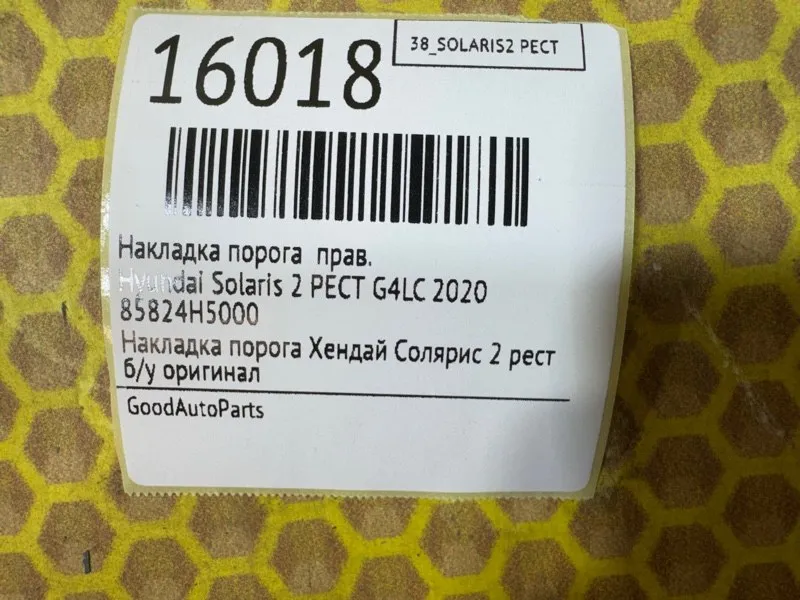 16018
38_SOLARIS2 РЕСТ
Накладка порога прав.
Hyundai Solaris 2 РЕСТ G4LC 2020
85824H5000
Накладка порога Хендай Солярис 2 рест
б/у оригинал
GoodAutoParts